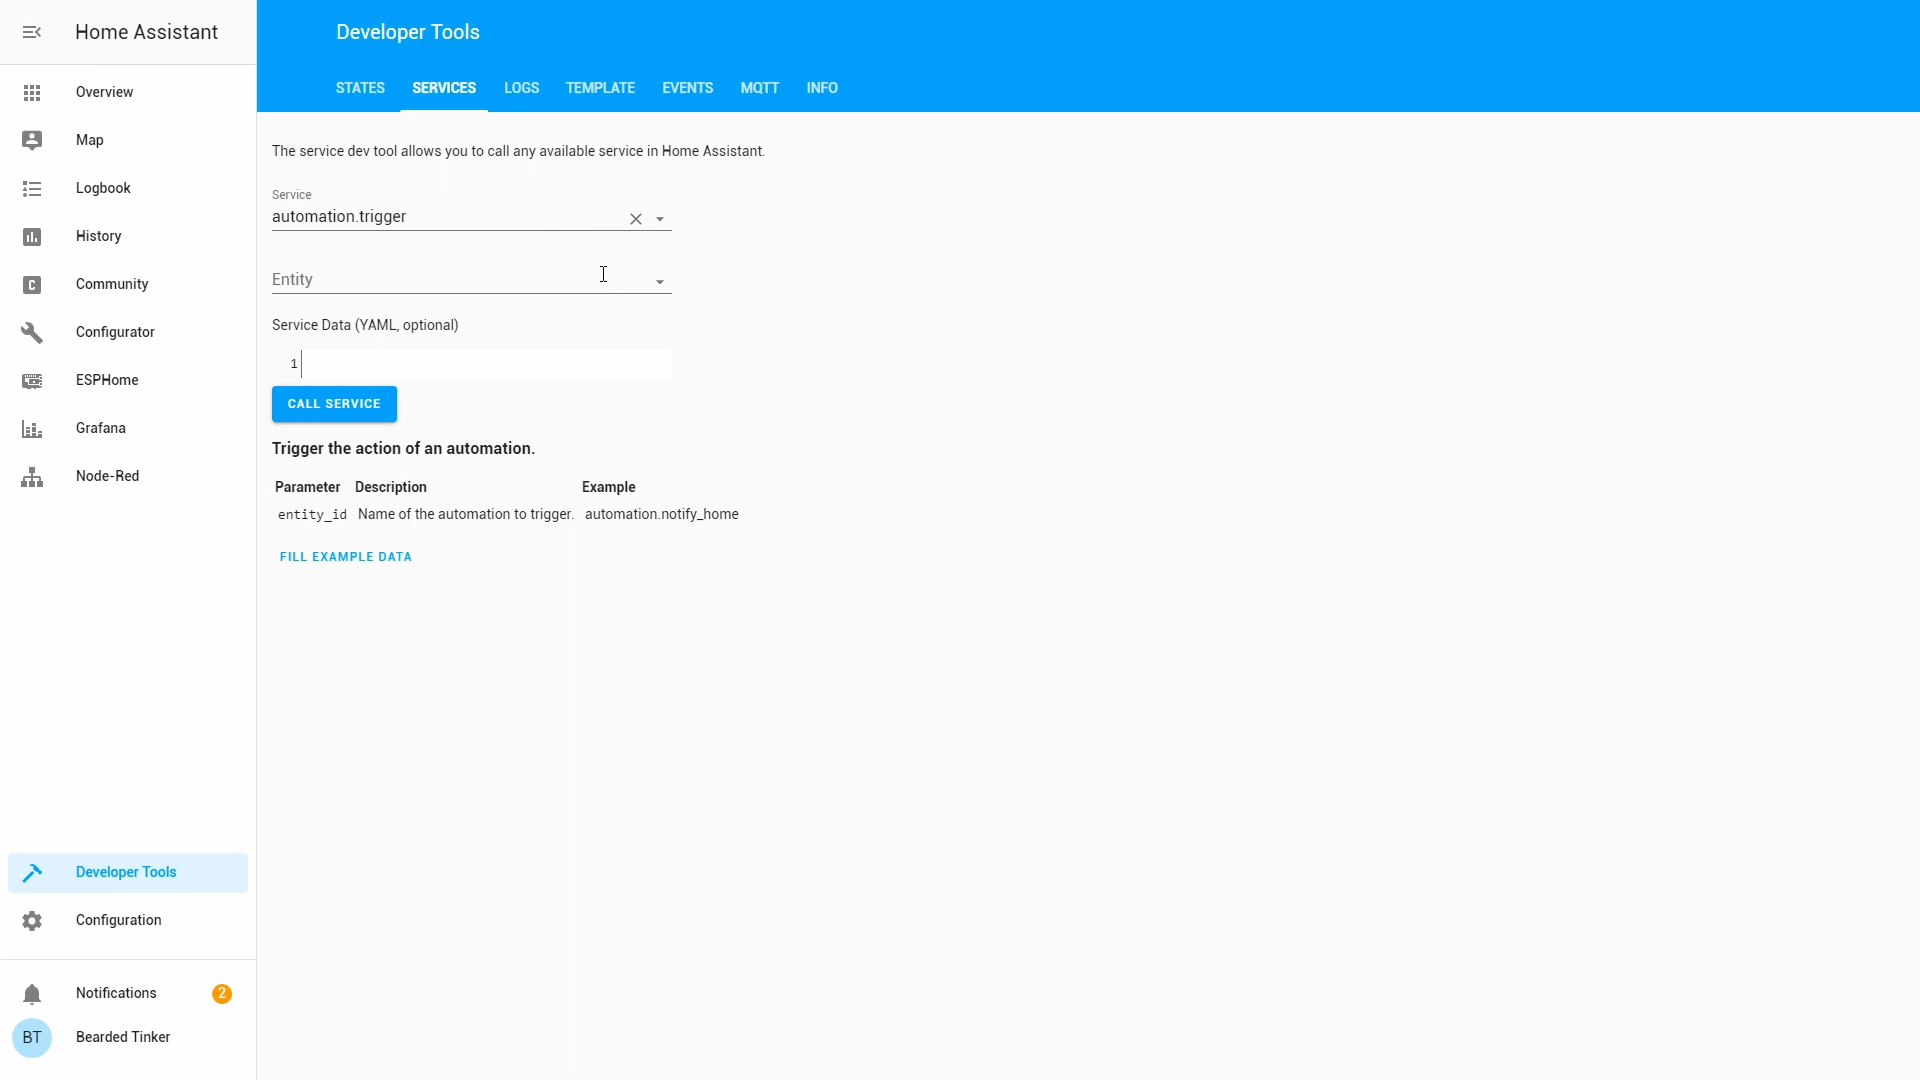 Home Assistant
Overview
Map
Logbook
History
Community
Configurator
ESPHome
Grafana
Node-Red
Developer Tools
Configuration
Notifications 2
BT Bearded Tinker
Developer Tools
STATES SERVICES LOGS TEMPLATE EVENTS MQTT INFO
The service dev tool allows you to call any available service in Home Assistant.
Service
automation.trigger
Entity
Service Data (YAML, optional)
1
CALL SERVICE
Trigger the action of an automation.
Parameter Description Example
entity_id Name of the automation to trigger. automation.notify_home
FILL EXAMPLE DATA